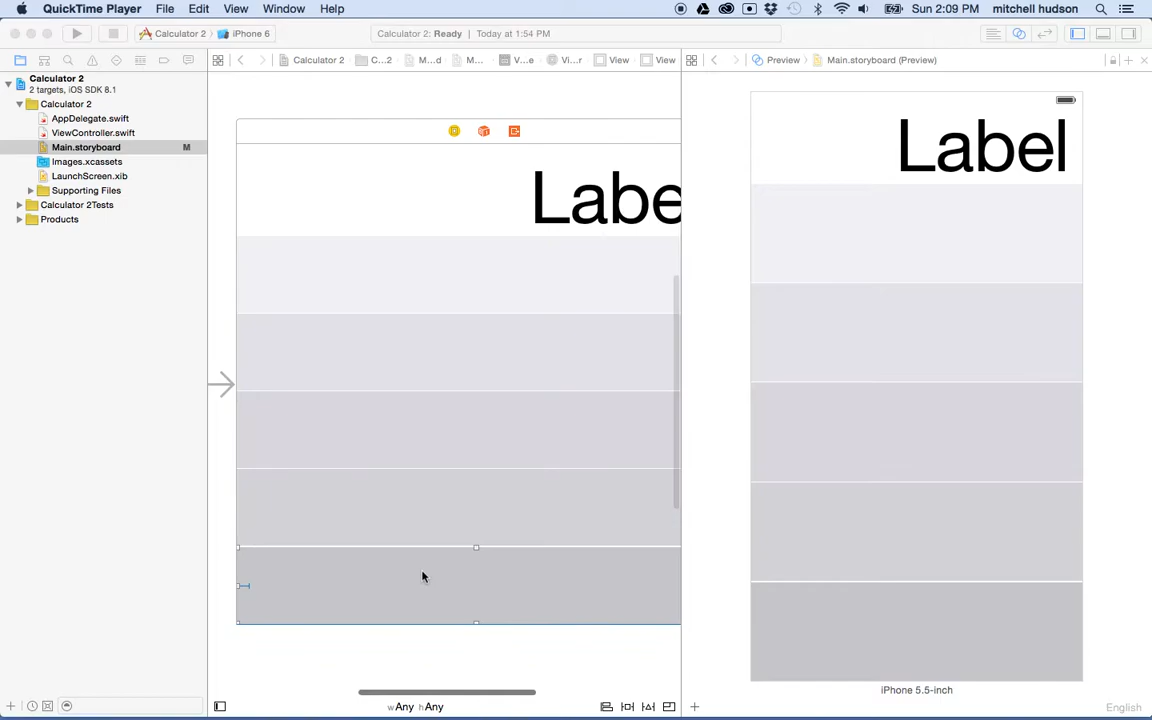 QuickTime Player File Edit View Window Help Sun 2:09 PM mitchell hudson
Calculator 2 iPhone 6 Calculator 2: Ready | Today at 1:54 PM
Calculator 2 C...2 M...d M... V...e Vi...r View View Preview Main.storyboard (Preview)
Calculator 2
2 targets, iOS SDK 8.1
Calculator 2
AppDelegate.swift
ViewController.swift
Main.storyboard M
Images.xcassets
LaunchScreen.xib
Supporting Files
Calculator 2Tests
Products
Labe
Label
iPhone 5.5-inch
wAny hAny
English